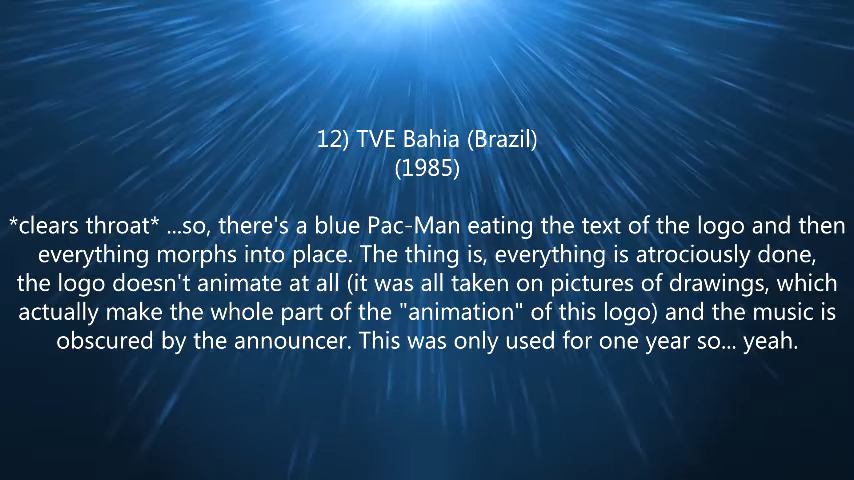 12) TVE Bahia (Brazil)
(1985)
*clears throat* ...so, there's a blue Pac-Man eating the text of the logo and then
everything morphs into place. The thing is, everything is atrociously done,
the logo doesn't animate at all (it was all taken on pictures of drawings, which
actually make the whole part of the "animation" of this logo) and the music is
obscured by the announcer. This was only used for one year so... yeah.